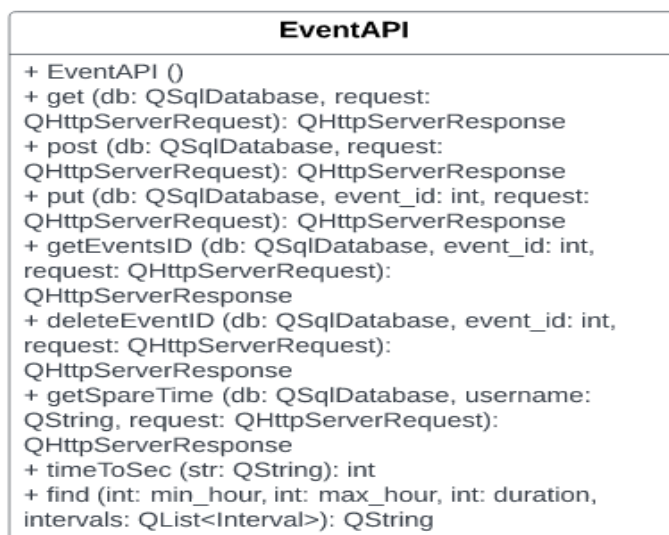 EventAPI
+ EventAPI ()
+ get (db: QSqlDatabase, request:
QHttpServerRequest): QHttpServerResponse
+ post (db: QSqlDatabase, request:
QHttpServerRequest): QHttpServerResponse
+ put (db: QSqlDatabase, event_id: int, request:
QHttpServerRequest): QHttpServerResponse
+ getEventsID (db: QSqlDatabase, event_id: int,
request: QHttpServerRequest):
QHttpServerResponse
+ deleteEventID (db: QSqlDatabase, event_id: int,
request: QHttpServerRequest):
QHttpServerResponse
+ getSpareTime (db: QSqlDatabase, username:
QString, request: QHttpServerRequest):
QHttpServerResponse
+ timeToSec (str: QString): int
+ find (int: min_hour, int: max_hour, int: duration,
intervals: QList<Interval>): QString